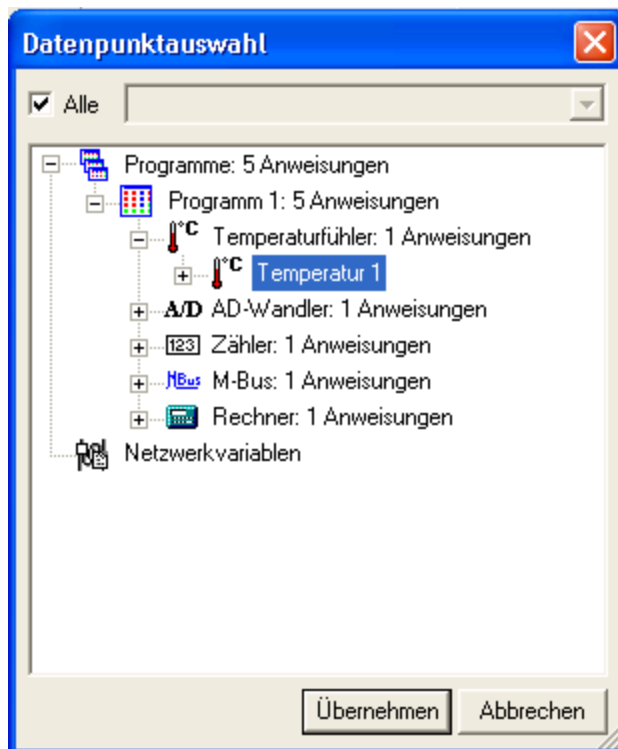 Datenpunktauswahl
Alle
Programme: 5 Anweisungen
Programm 1: 5 Anweisungen
°C Temperaturfühler: 1 Anweisungen
°C Temperatur 1
A/D AD-Wandler: 1 Anweisungen
123 Zähler: 1 Anweisungen
MBus M-Bus: 1 Anweisungen
Rechner: 1 Anweisungen
Netzwerkvariablen
Übernehmen Abbrechen